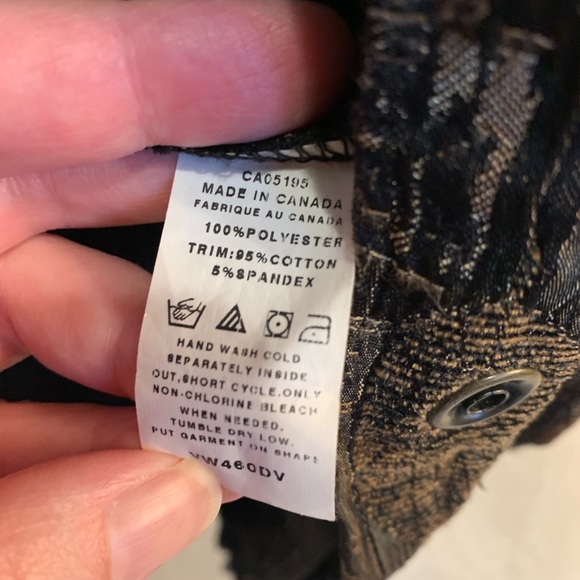 CA05195
MADE IN CANADA
FABRIQUE AU CANADA
100%POLYESTER
TRIM:95%COTTON
5%SPANDEX
HAND WASH COLD
SEPARATELY INSIDE
OUT,SHORT CYCLE.ONLY
NON-CHLORINE BLEACH
WHEN NEEDED.
TUMBLE DRY LOW.
PUT GARMENT ON SHAPE
VW460DV